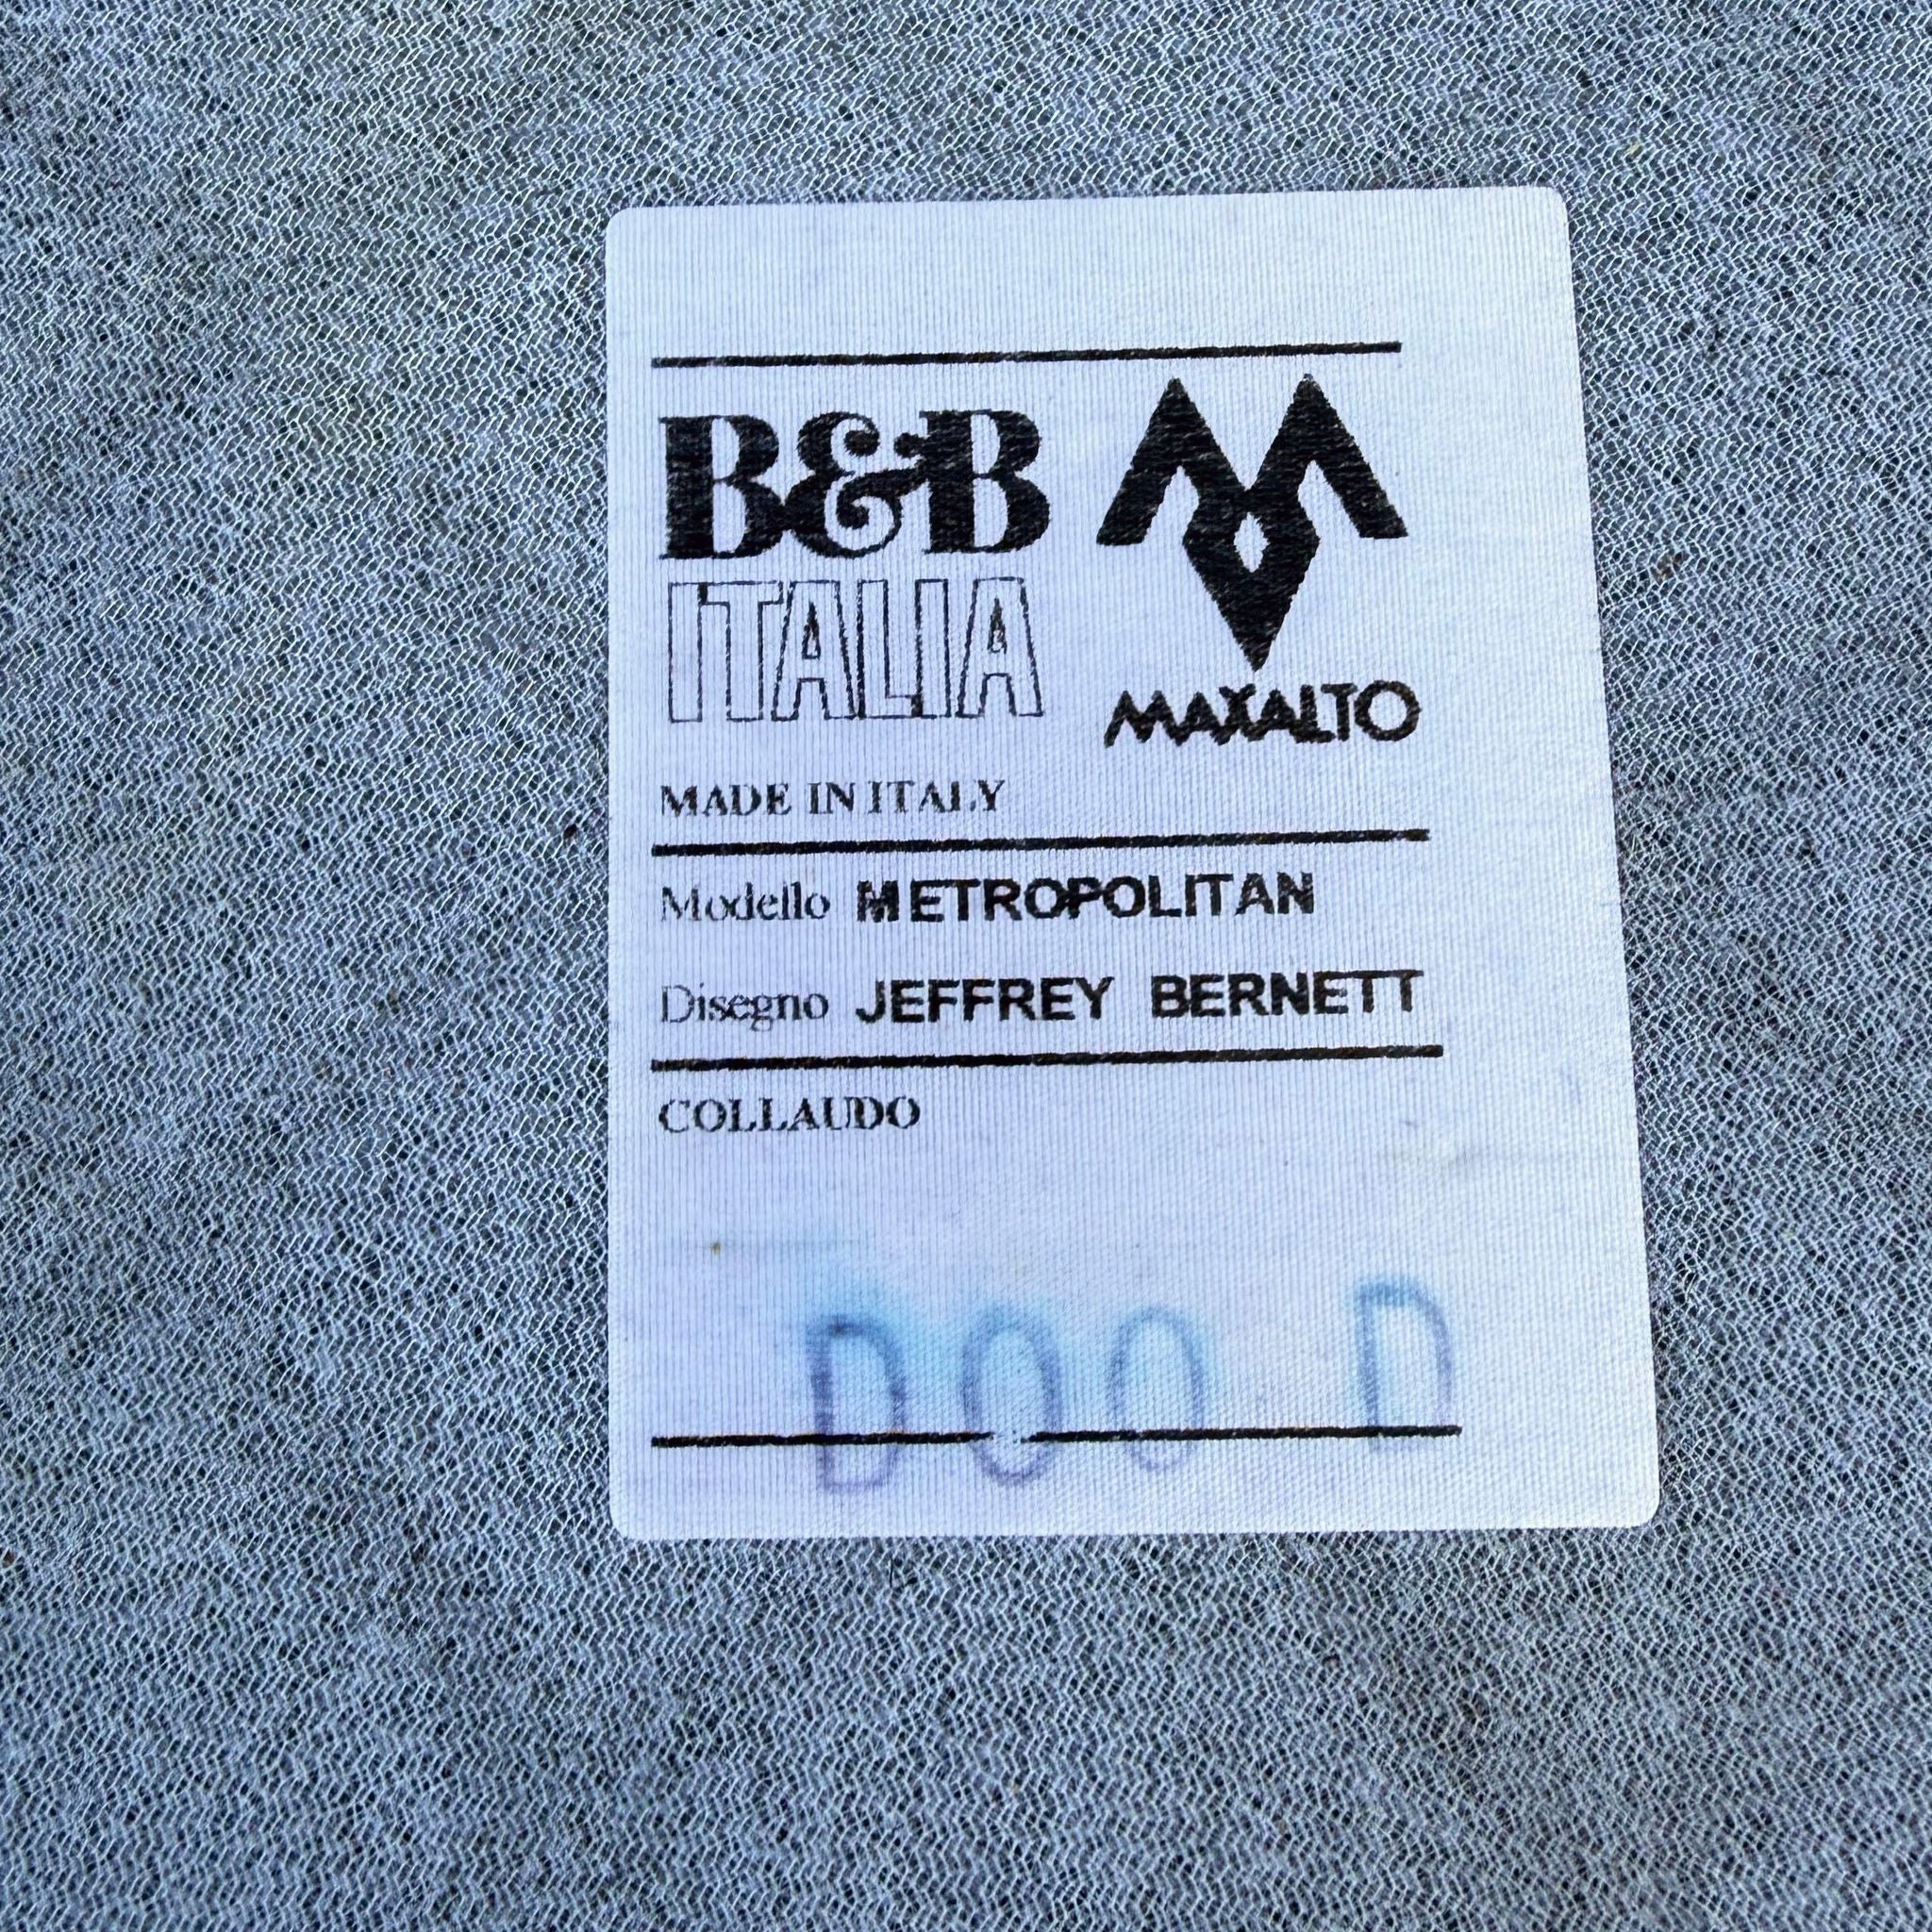 B&B
ITALIA
MAXALTO
MADE IN ITALY
Modello METROPOLITAN
Disegno JEFFREY BERNETT
COLLAUDO
D00 D